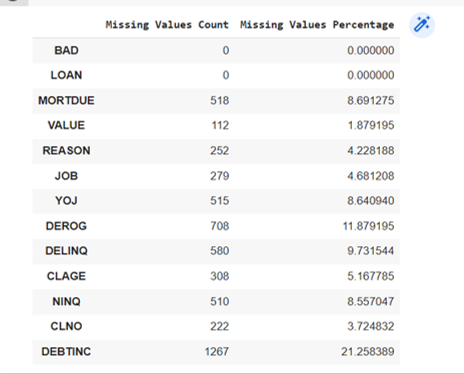 Missing Values Count Missing Values Percentage
BAD 0 0.000000
LOAN 0 0.000000
MORTDUE 518 8.691275
VALUE 112 1.879195
REASON 252 4.228188
JOB 279 4.681208
YOJ 515 8.640940
DEROG 708 11.879195
DELINQ 580 9.731544
CLAGE 308 5.167785
NINQ 510 8.557047
CLNO 222 3.724832
DEBTINC 1267 21.258389